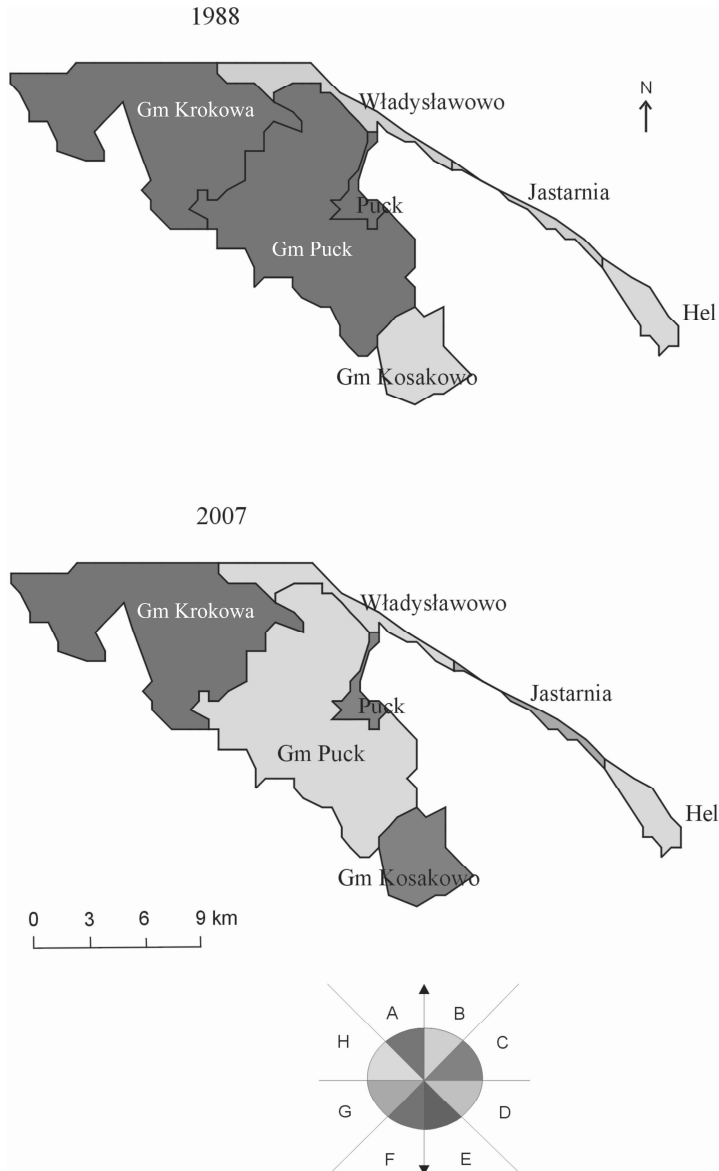 1988
N
Gm Krokowa
Władysławowo
Jastarnia
Puck
Gm Puck
Hel
Gm Kosakowo
2007
Gm Krokowa
Władysławowo
Jastarnia
Puck
Gm Puck
Hel
Gm Kosakowo
0 3 6 9 km
A B
H C
G D
F E